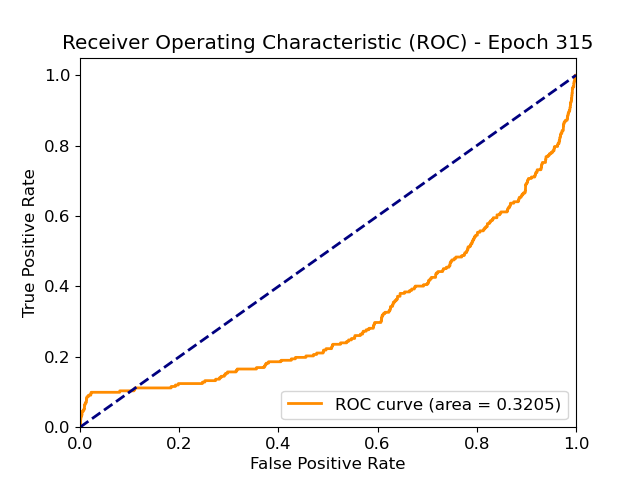 Receiver Operating Characteristic (ROC) - Epoch 315
True Positive Rate
1.0
0.8
0.6
0.4
0.2
0.0
ROC curve (area = 0.3205)
0.0 0.2 0.4 0.6 0.8 1.0
False Positive Rate